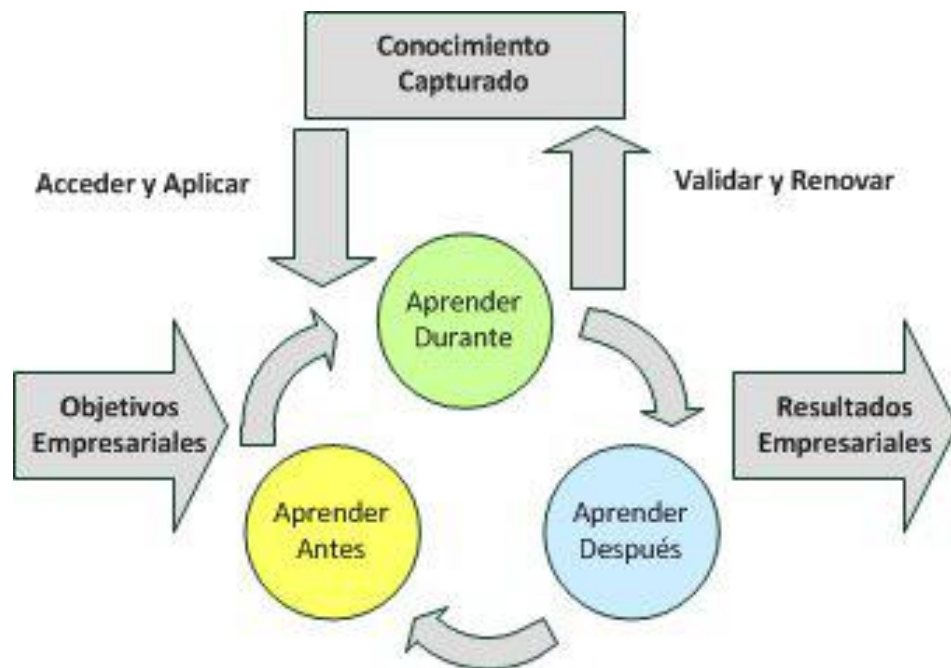 Conocimiento
Capturado
Acceder y Aplicar
Validar y Renovar
Aprender
Durante
Objetivos
Empresariales
Resultados
Empresariales
Aprender
Antes
Aprender
Después